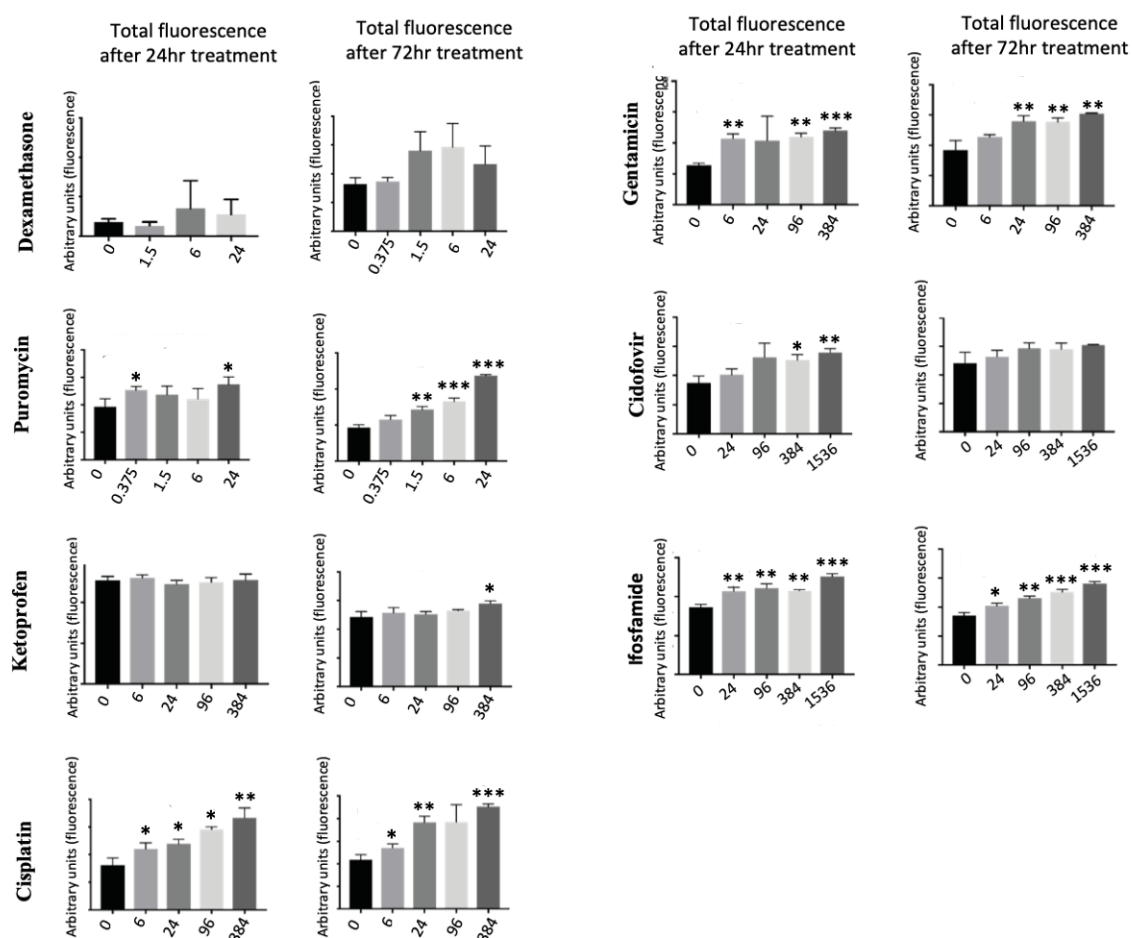 Total fluorescence
after 24hr treatment
Total fluorescence
after 72hr treatment
Total fluorescence
after 24hr treatment
Total fluorescence
after 72hr treatment
Dexamethasone
Arbitrary units (fluorescence)
0 1.5 6 24
Arbitrary units (fluorescence)
0 0.375 1.5 6 24
Gentamicin
Arbitrary units (fluorescenc
** ** ***
0 6 24 96 384
Arbitrary units (fluorescence)
** ** **
0 6 24 96 384
Puromycin
Arbitrary units (fluorescence)
* *
0 0.375 1.5 6 24
Arbitrary units (fluorescence)
** *** ***
0 0.375 1.5 6 24
Cidofovir
Arbitrary units (fluorescence)
* **
0 24 96 384 1536
Arbitrary units (fluorescence)
0 24 96 384 1536
Ketoprofen
Arbitrary units (fluorescence)
0 6 24 96 384
Arbitrary units (fluorescence)
*
0 6 24 96 384
Ifosfamide
Arbitrary units (fluorescence)
** ** ** ***
0 24 96 384 1536
Arbitrary units (fluorescence)
* ** *** ***
0 24 96 384 1536
Cisplatin
Arbitrary units (fluorescence)
* * * **
0 6 24 96 384
Arbitrary units (fluorescence)
* ** ***
0 6 24 96 384